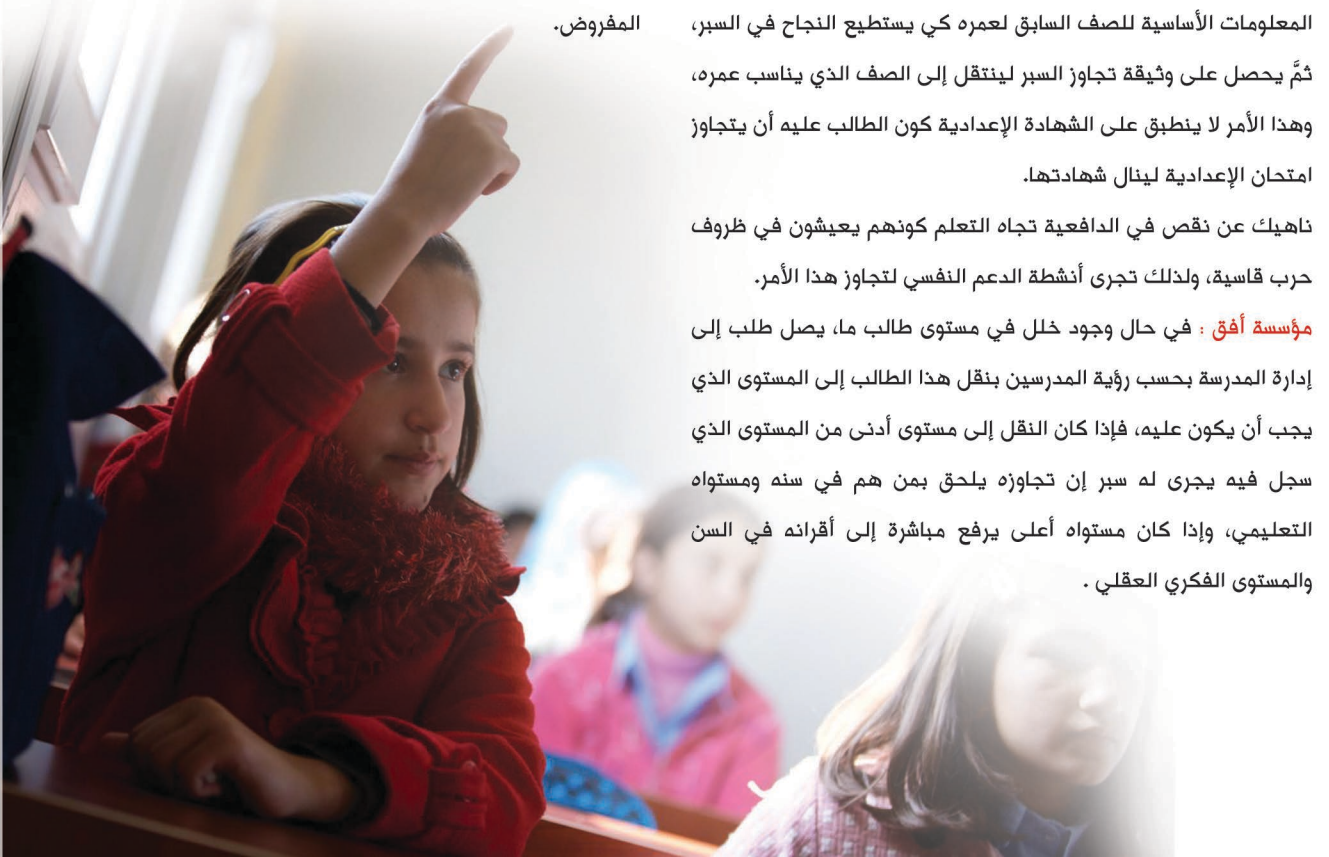 المعلومات الأساسية للصف السابق لعمره كي يستطيع النجاح في السبر،
ثمَّ يحصل على وثيقة تجاوز السبر لينتقل إلى الصف الذي يناسب عمره،
وهذا الأمر لا ينطبق على الشهادة الإعدادية كون الطالب عليه أن يتجاوز
امتحان الإعدادية لينال شهادتها.
ناهيك عن نقص في الدافعية تجاه التعلم كونهم يعيشون في ظروف
حرب قاسية، ولذلك تجرى أنشطة الدعم النفسي لتجاوز هذا الأمر.
مؤسسة أفق : في حال وجود خلل في مستوى طالب ما، يصل طلب إلى
إدارة المدرسة بحسب رؤية المدرسين بنقل هذا الطالب إلى المستوى الذي
يجب أن يكون عليه، فإذا كان النقل إلى مستوى أدنى من المستوى الذي
سجل فيه يجرى له سبر إن تجاوزه يلحق بمن هم في سنه ومستواه
التعليمي، وإذا كان مستواه أعلى يرفع مباشرة إلى أقرانه في السن
والمستوى الفكري العقلي .
المفروض.